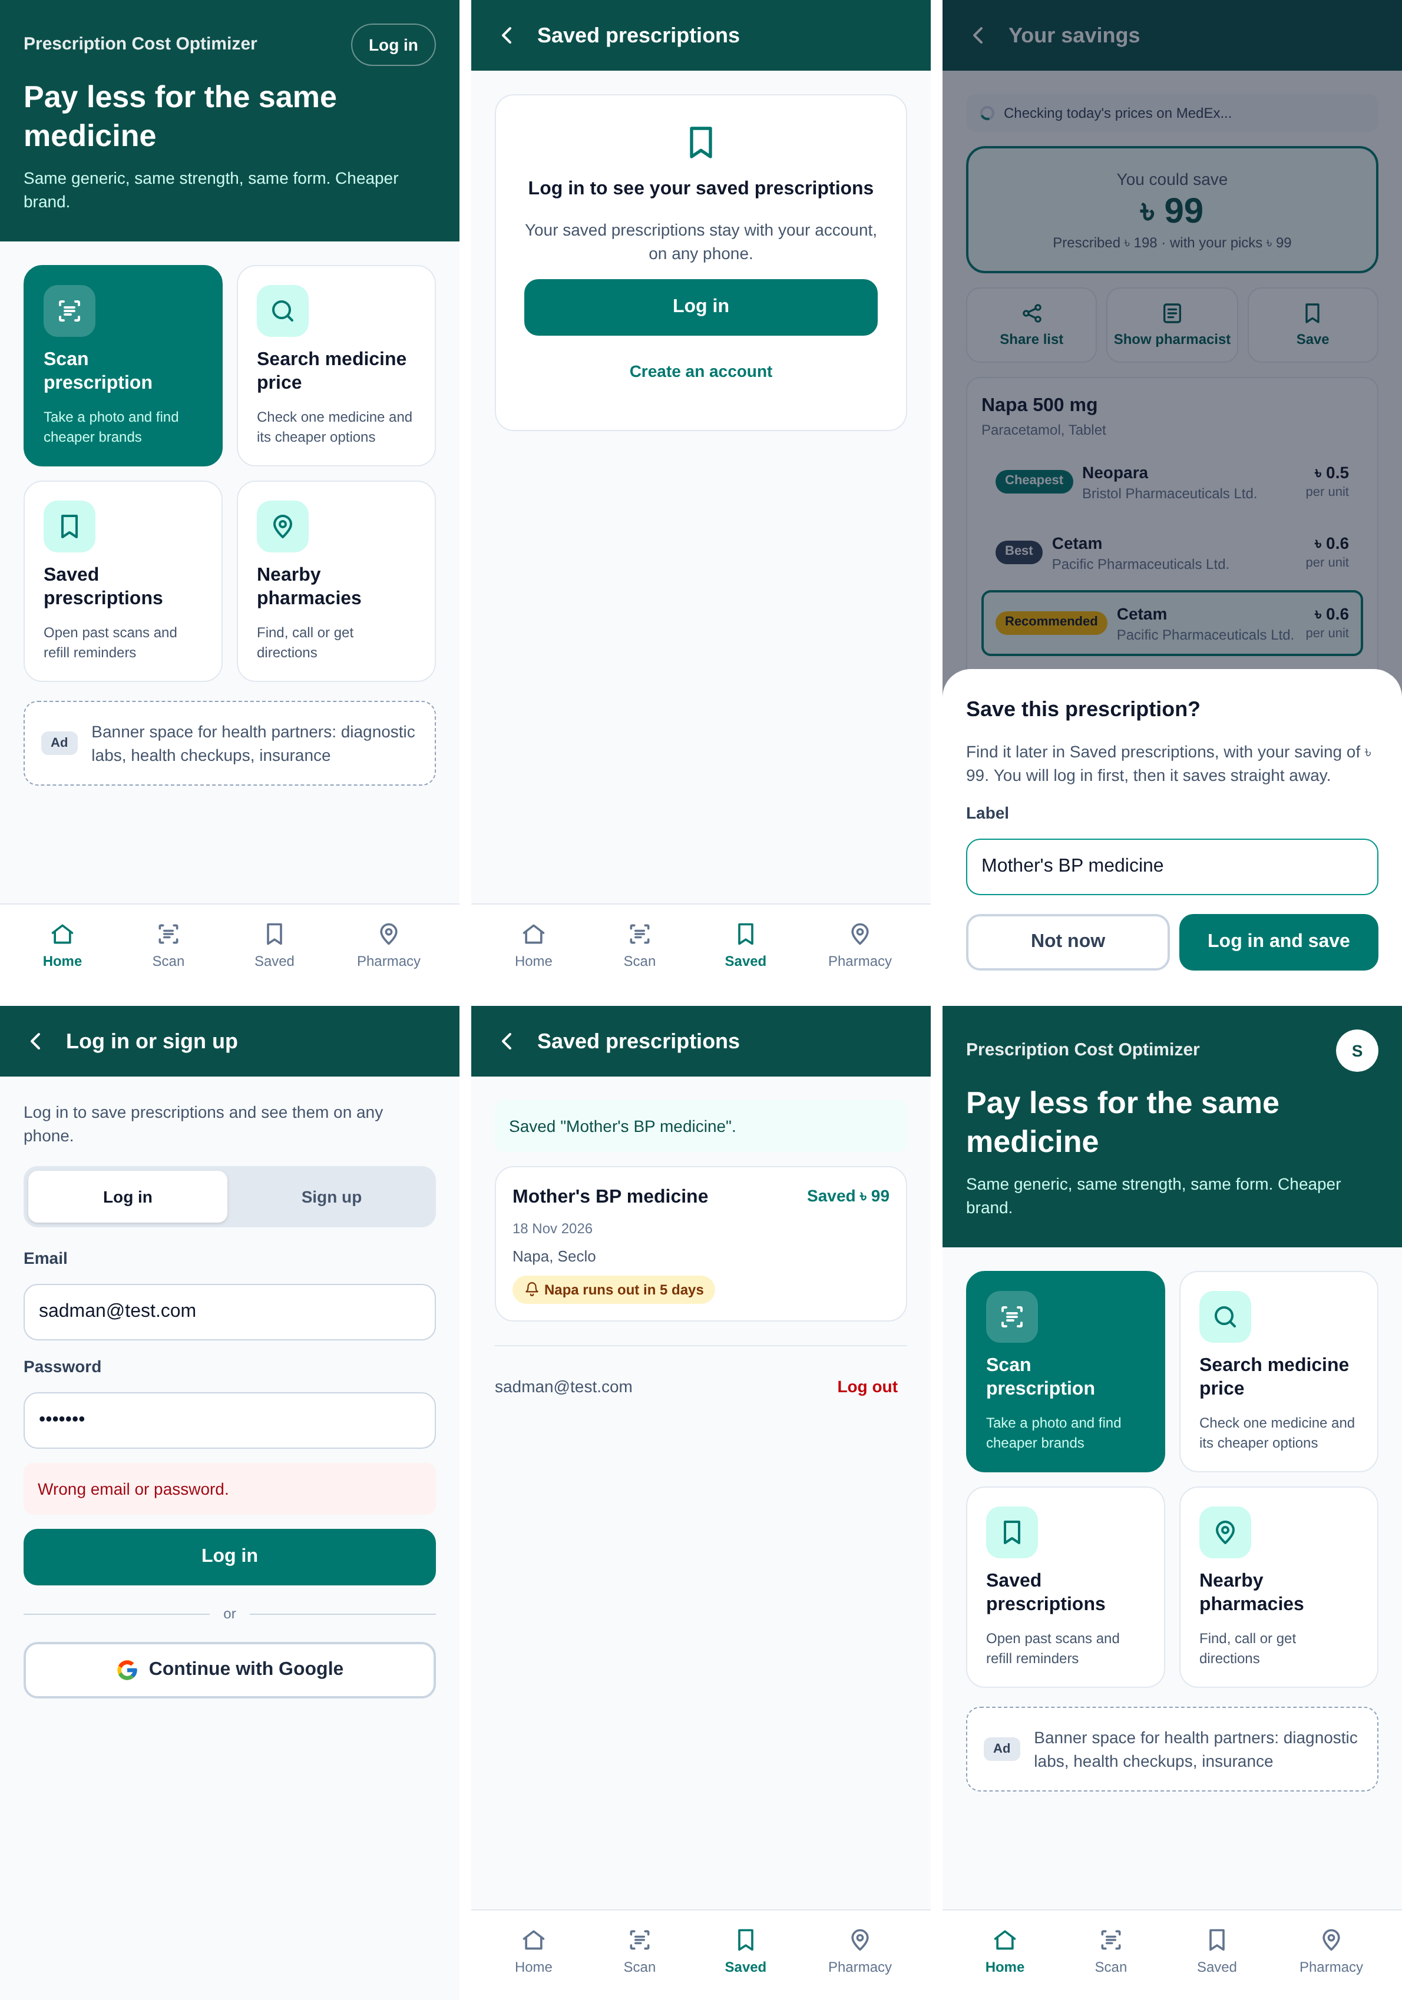 Prescription Cost Optimizer
Log in
Pay less for the same
medicine
Same generic, same strength, same form. Cheaper
brand.
Scan
prescription
Take a photo and find
cheaper brands
Search medicine
price
Check one medicine and
its cheaper options
Saved
prescriptions
Open past scans and
refill reminders
Nearby
pharmacies
Find, call or get
directions
Ad
Banner space for health partners: diagnostic
labs, health checkups, insurance
Home
Scan
Saved
Pharmacy
Saved prescriptions
Log in to see your saved prescriptions
Your saved prescriptions stay with your account,
on any phone.
Log in
Create an account
Home
Scan
Saved
Pharmacy
Your savings
Checking today's prices on MedEx...
You could save
৳ 99
Prescribed ৳ 198 · with your picks ৳ 99
Share list
Show pharmacist
Save
Napa 500 mg
Paracetamol, Tablet
Cheapest
Neopara
Bristol Pharmaceuticals Ltd.
৳ 0.5
per unit
Best
Cetam
Pacific Pharmaceuticals Ltd.
৳ 0.6
per unit
Recommended
Cetam
Pacific Pharmaceuticals Ltd.
৳ 0.6
per unit
Save this prescription?
Find it later in Saved prescriptions, with your saving of ৳
99. You will log in first, then it saves straight away.
Label
Mother's BP medicine
Not now
Log in and save
Log in or sign up
Log in to save prescriptions and see them on any
phone.
Log in
Sign up
Email
sadman@test.com
Password
•••••••
Wrong email or password.
Log in
or
Continue with Google
Saved prescriptions
Saved "Mother's BP medicine".
Mother's BP medicine
Saved ৳ 99
18 Nov 2026
Napa, Seclo
Napa runs out in 5 days
sadman@test.com
Log out
Home
Scan
Saved
Pharmacy
Prescription Cost Optimizer
S
Pay less for the same
medicine
Same generic, same strength, same form. Cheaper
brand.
Scan
prescription
Take a photo and find
cheaper brands
Search medicine
price
Check one medicine and
its cheaper options
Saved
prescriptions
Open past scans and
refill reminders
Nearby
pharmacies
Find, call or get
directions
Ad
Banner space for health partners: diagnostic
labs, health checkups, insurance
Home
Scan
Saved
Pharmacy